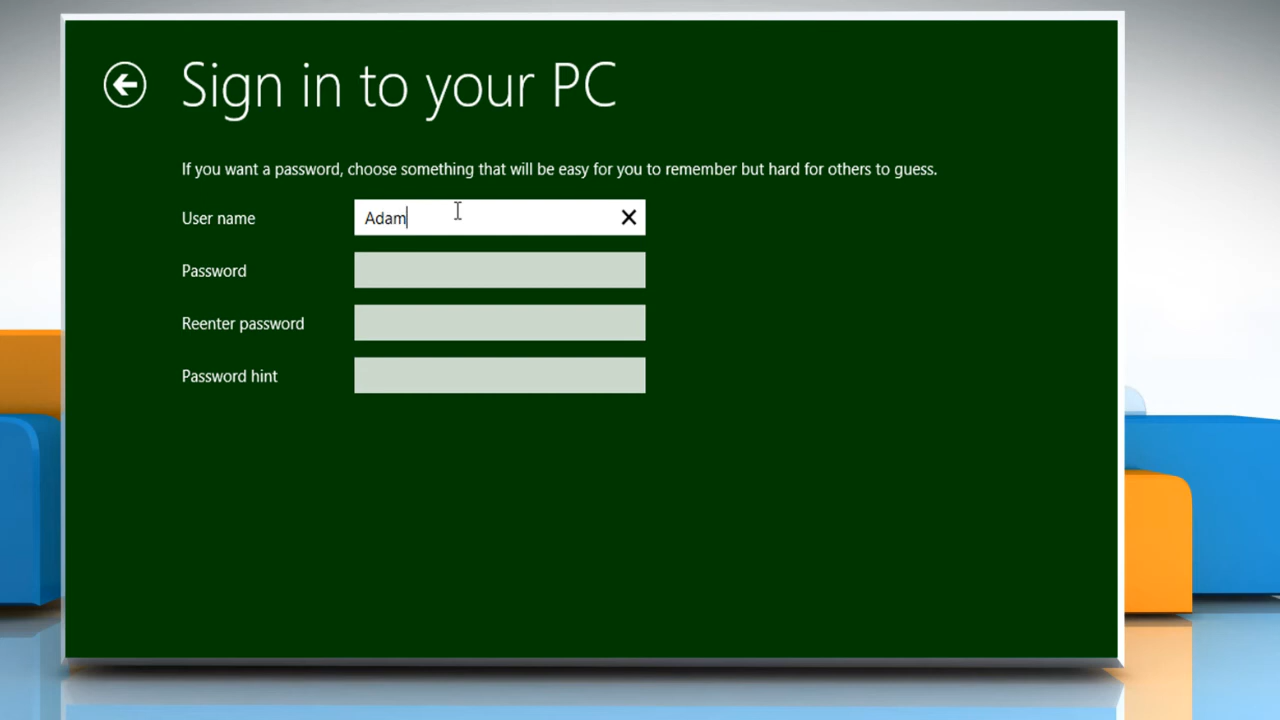 Sign in to your PC
If you want a password, choose something that will be easy for you to remember but hard for others to guess.
User name
Adam
Password
Reenter password
Password hint